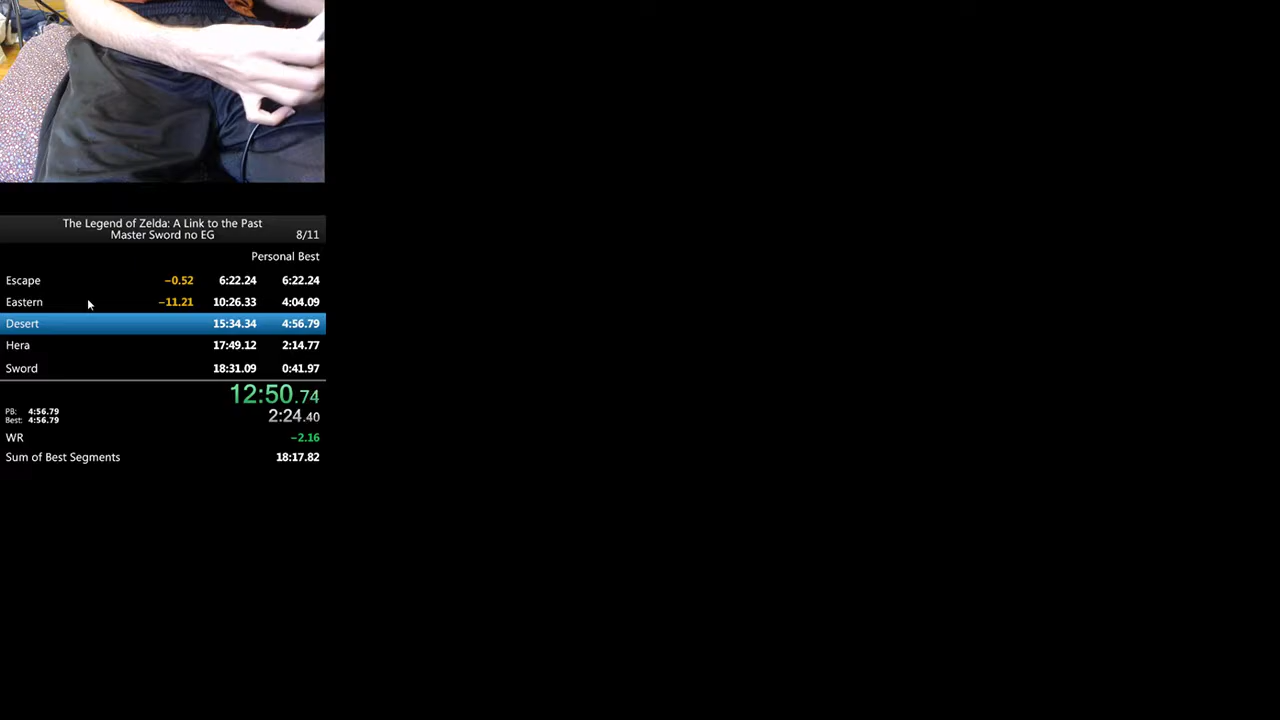 The Legend of Zelda: A Link to the Past
Master Sword no EG 8/11
Personal Best
Escape −0.52 6:22.24 6:22.24
Eastern −11.21 10:26.33 4:04.09
Desert 15:34.34 4:56.79
Hera 17:49.12 2:14.77
Sword 18:31.09 0:41.97
12:50.74
PB: 4:56.79 2:24.40
Best: 4:56.79
WR −2.16
Sum of Best Segments 18:17.82